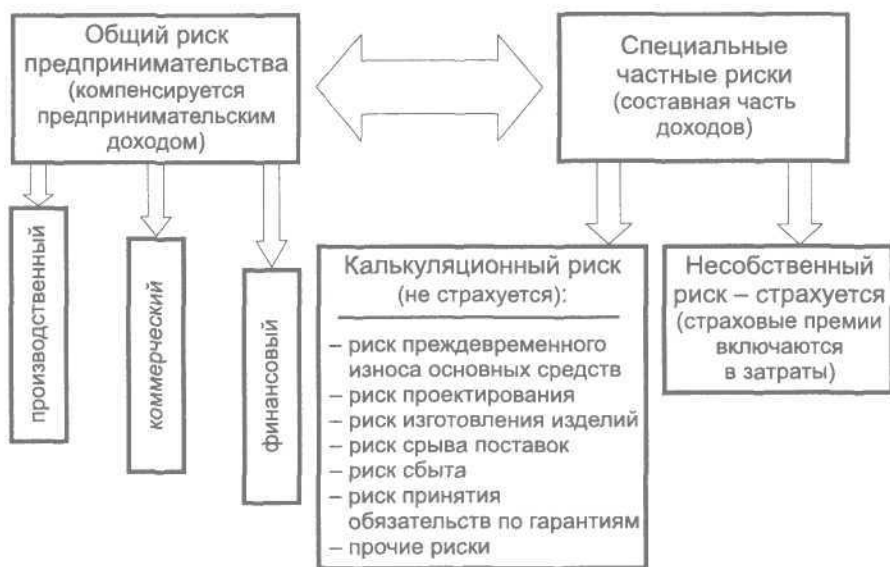 Общий риск
предпринимательства
(компенсируется
предпринимательским
доходом)
Специальные
частные риски
(составная часть
доходов)
производственный
коммерческий
финансовый
Калькуляционный риск
(не страхуется):
– риск преждевременного
износа основных средств
– риск проектирования
– риск изготовления изделий
– риск срыва поставок
– риск сбыта
– риск принятия
обязательств по гарантиям
– прочие риски
Несобственный
риск – страхуется
(страховые премии
включаются
в затраты)